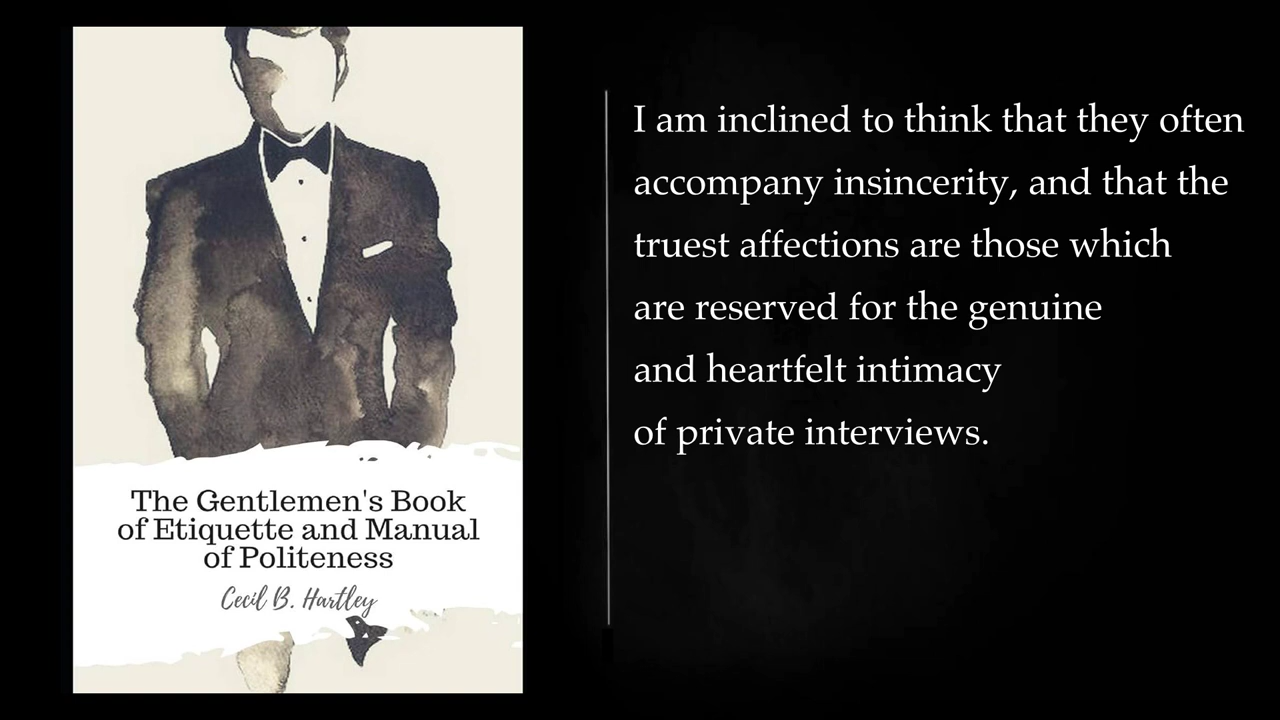 The Gentlemen's Book
of Etiquette and Manual
of Politeness
Cecil B. Hartley
I am inclined to think that they often
accompany insincerity, and that the
truest affections are those which
are reserved for the genuine
and heartfelt intimacy
of private interviews.